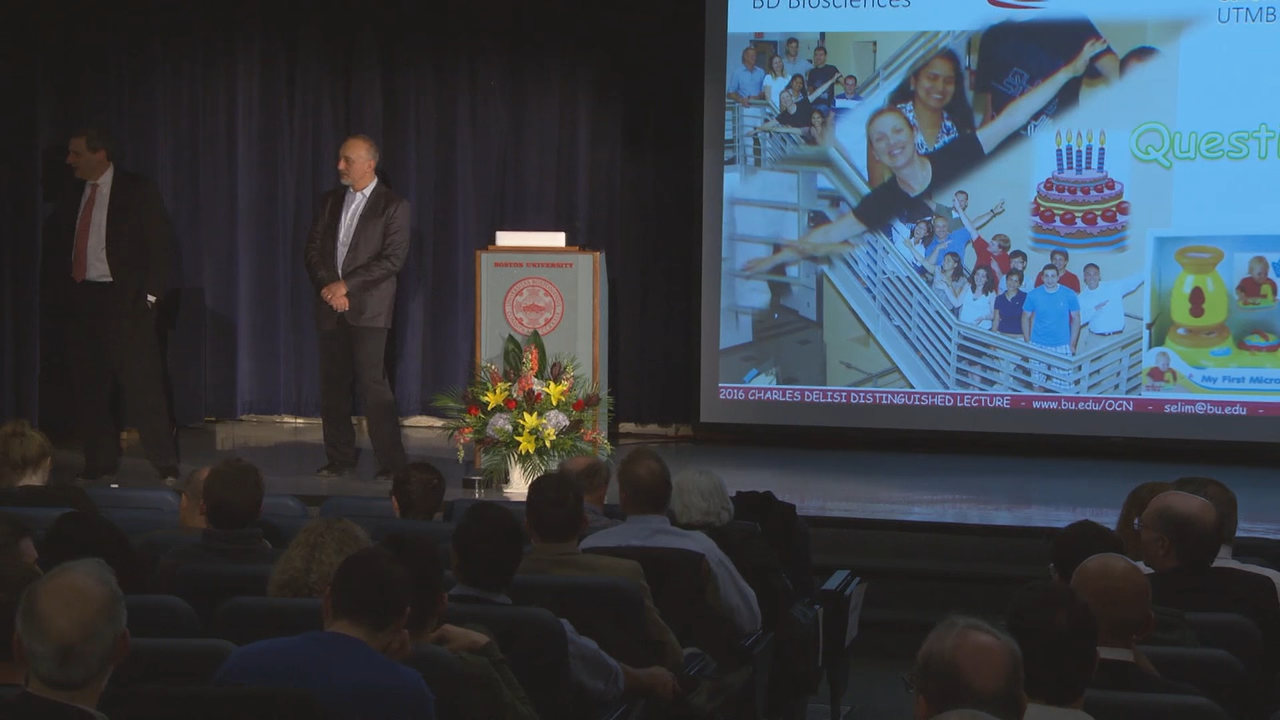 BD Biosciences
UTMB
Questi
BOSTON UNIVERSITY
My First Micro
2016 CHARLES DELISI DISTINGUISHED LECTURE - www.bu.edu/OCN - selim@bu.edu -